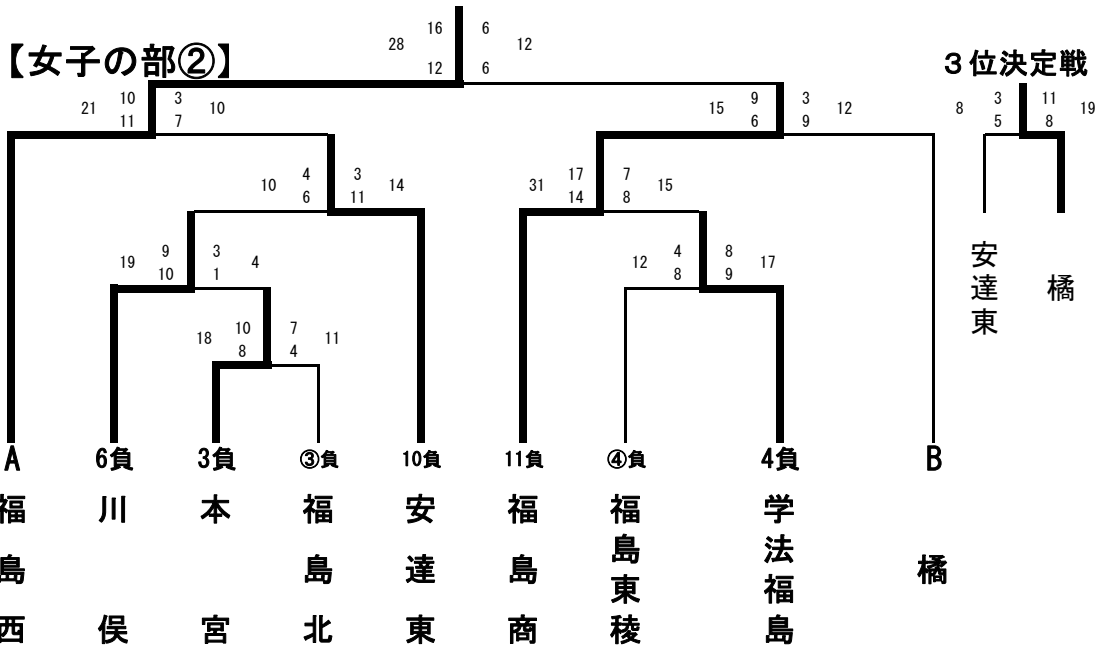 16 6
28 12
【女子の部②】
12 6
３位決定戦
10 3
21 10
11 7
9 3
15 12
6 9
3 11
8 19
5 8
4 3
10 14
6 11
17 7
31 15
14 8
9 3
19 4
10 1
4 8
12 17
8 9
10 7
18 11
8 4
安達東
橘
A 6負 3負 ③負 10負 11負 ④負 4負 B
福島西
川俣
本宮
福島北
安達東
福島商
福島東稜
学法福島
橘